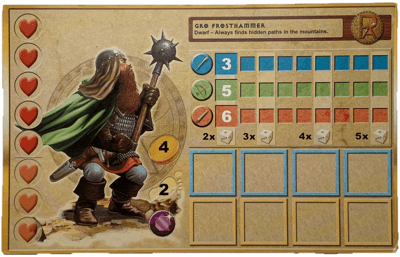 GRO FROSTHAMMER
Dwarf – Always finds hidden paths in the mountains.
3
5
6
2x 3x 4x 5x
4
2